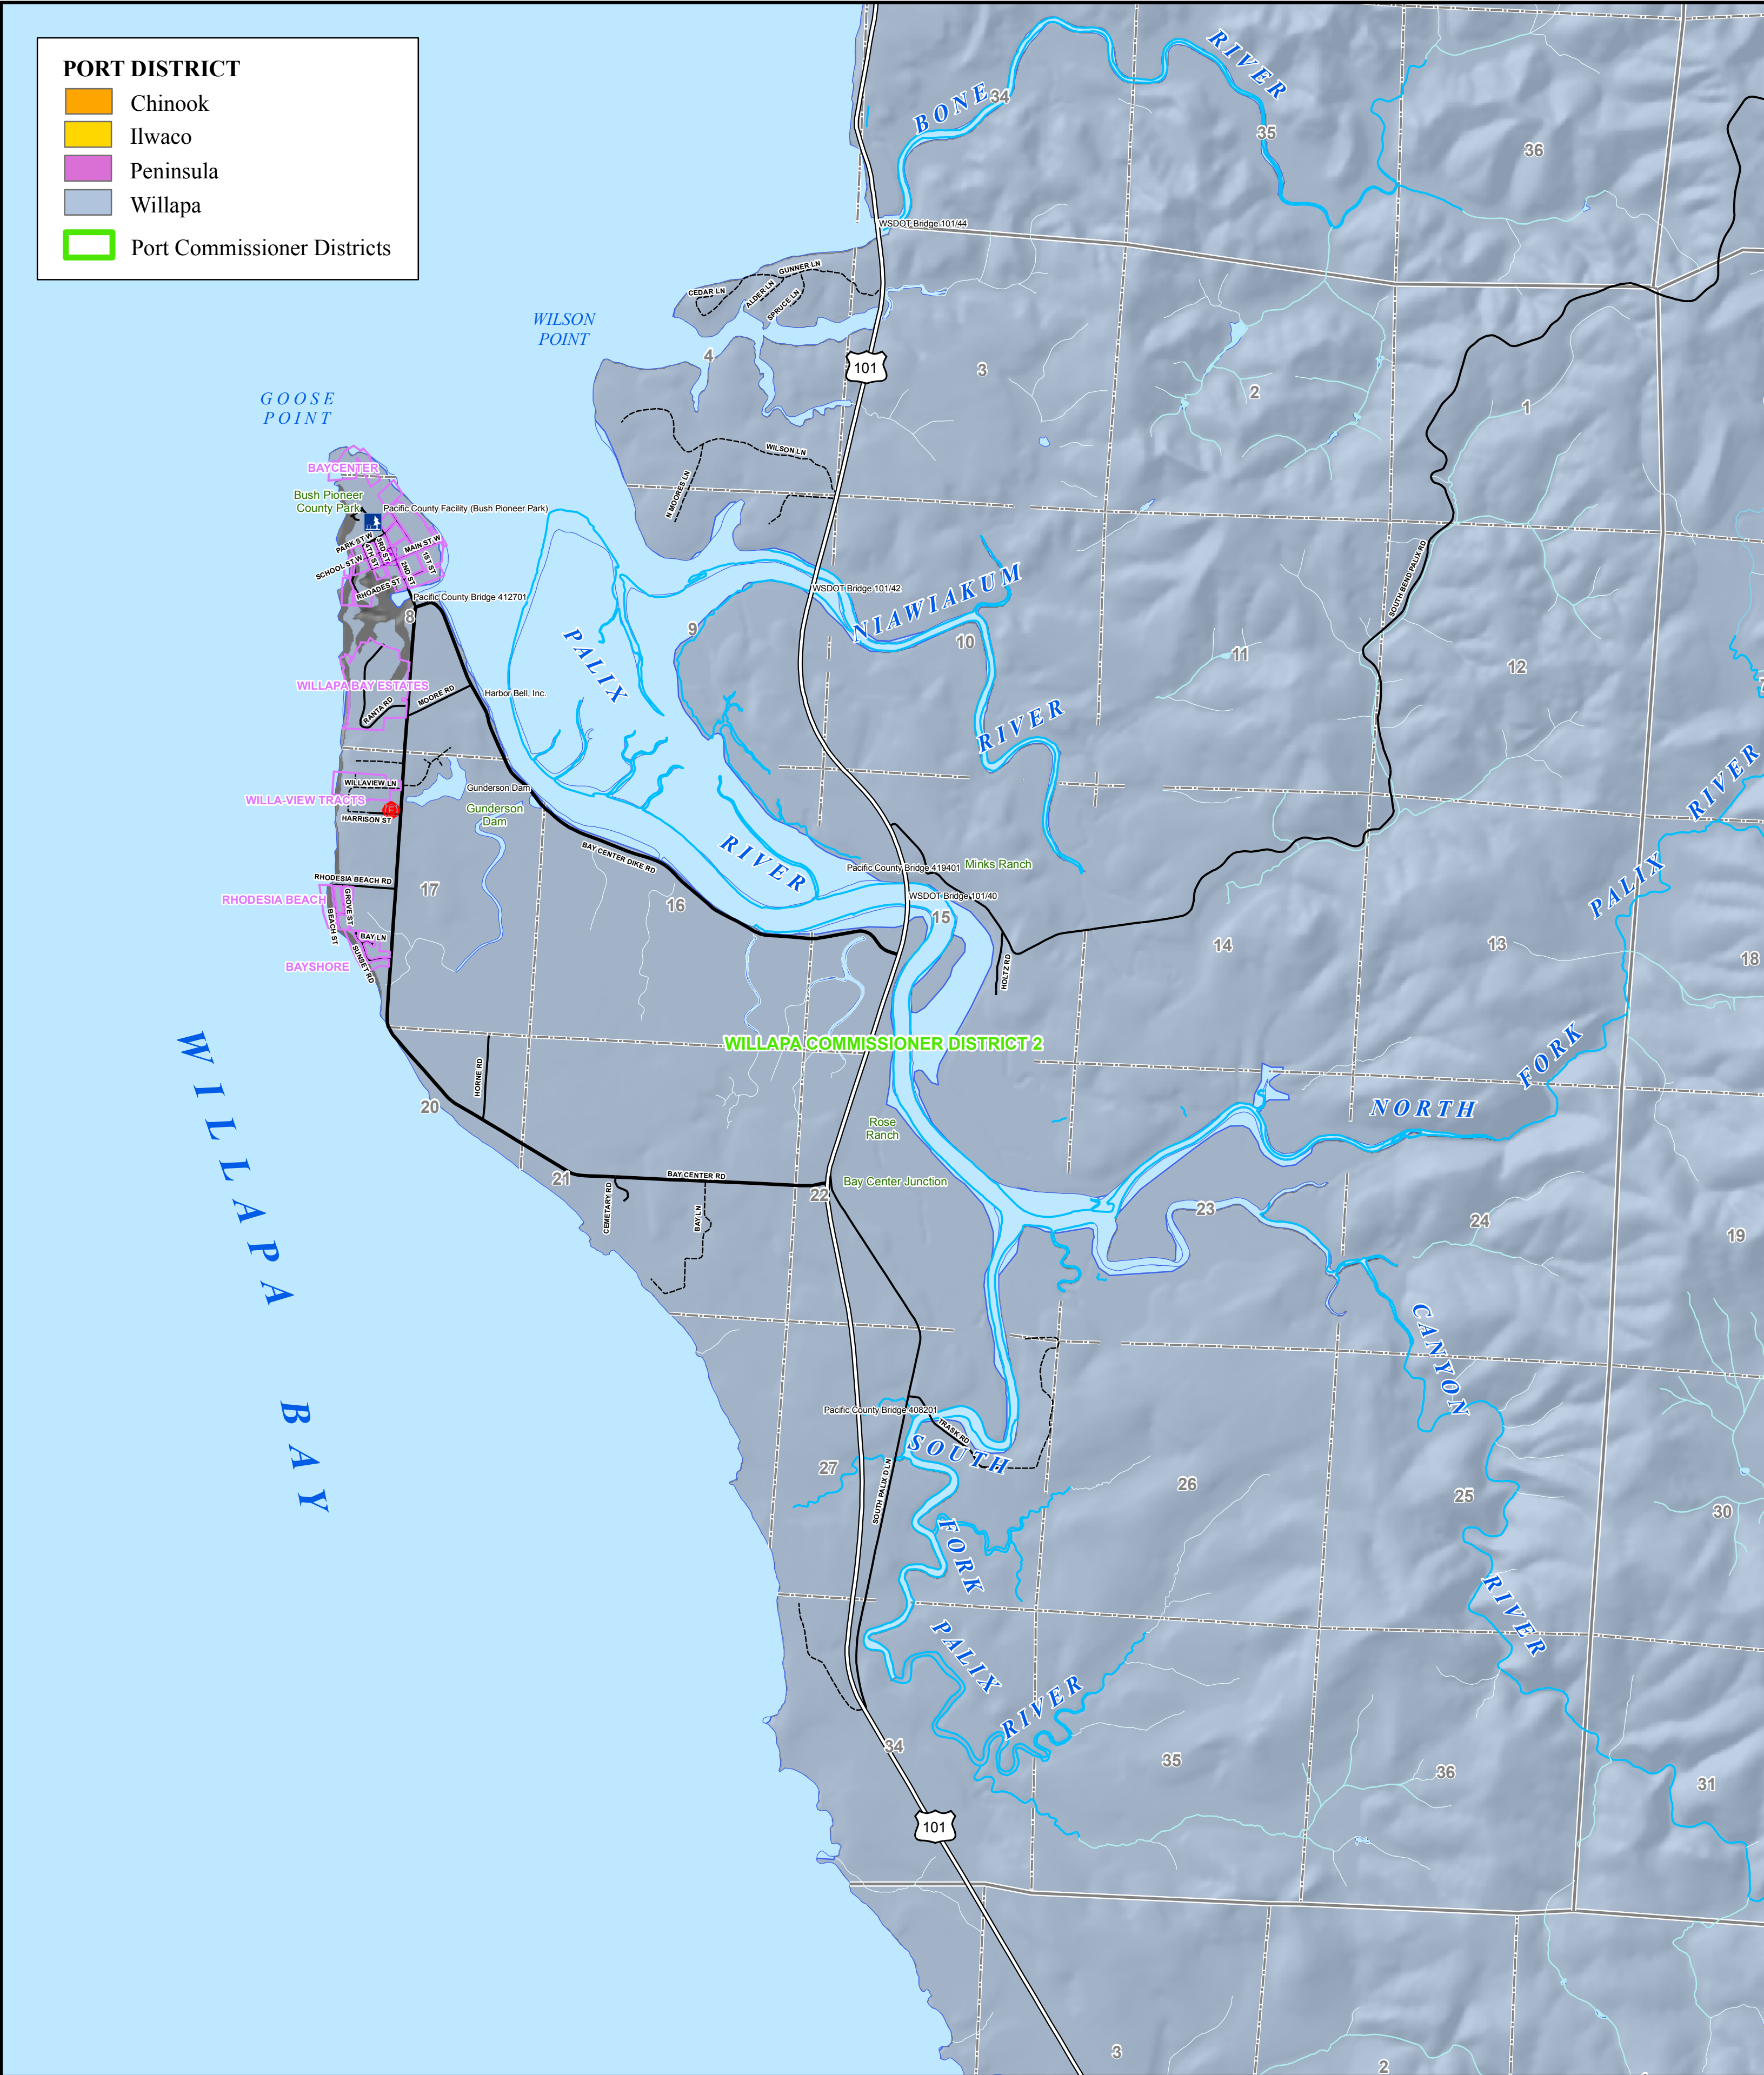 PORT DISTRICT
Chinook
Ilwaco
Peninsula
Willapa
Port Commissioner Districts
BONE
RIVER
34
35
36
WSDOT Bridge 101/44
GUNNER LN
CEDAR LN
ALDER LN
SPRUCE LN
WILSON
POINT
4
101
3
2
1
GOOSE
POINT
WILSON LN
N MOORES LN
BAYCENTER
Bush Pioneer
County Park
Pacific County Facility (Bush Pioneer Park)
PARK ST W
SCHOOL ST W
4TH ST
3RD ST
MAIN ST W
1ST ST
2ND ST
RHOADES ST
Pacific County Bridge 412701
8
SOUTH BEND PALIX RD
WSDOT Bridge 101/42
NIAWIAKUM
RIVER
9
10
11
12
7
PALIX
RIVER
WILLAPA BAY ESTATES
RANTA RD
MOORE RD
Harbor Bell, Inc.
WILLAVIEW LN
WILLA-VIEW TRACTS
HARRISON ST
Gunderson Dam
Gunderson
Dam
BAY CENTER DIKE RD
Pacific County Bridge 419401
Minks Ranch
WSDOT Bridge 101/40
RHODESIA BEACH RD
RHODESIA BEACH
GROVE ST
BEACH ST
BAY LN
SUNSET RD
BAYSHORE
17
16
15
14
13
18
HOLTZ RD
WILLAPA COMMISSIONER DISTRICT 2
NORTH
FORK
PALIX
RIVER
HORNE RD
20
Rose
Ranch
21
BAY CENTER RD
CEMETARY RD
BAY LN
22
Bay Center Junction
23
24
19
WILLAPA
BAY
CANYON
RIVER
Pacific County Bridge 408201
TRASK RD
SOUTH
FORK
PALIX
RIVER
SOUTH PALIX D LN
27
26
25
30
34
35
36
31
101
3
2